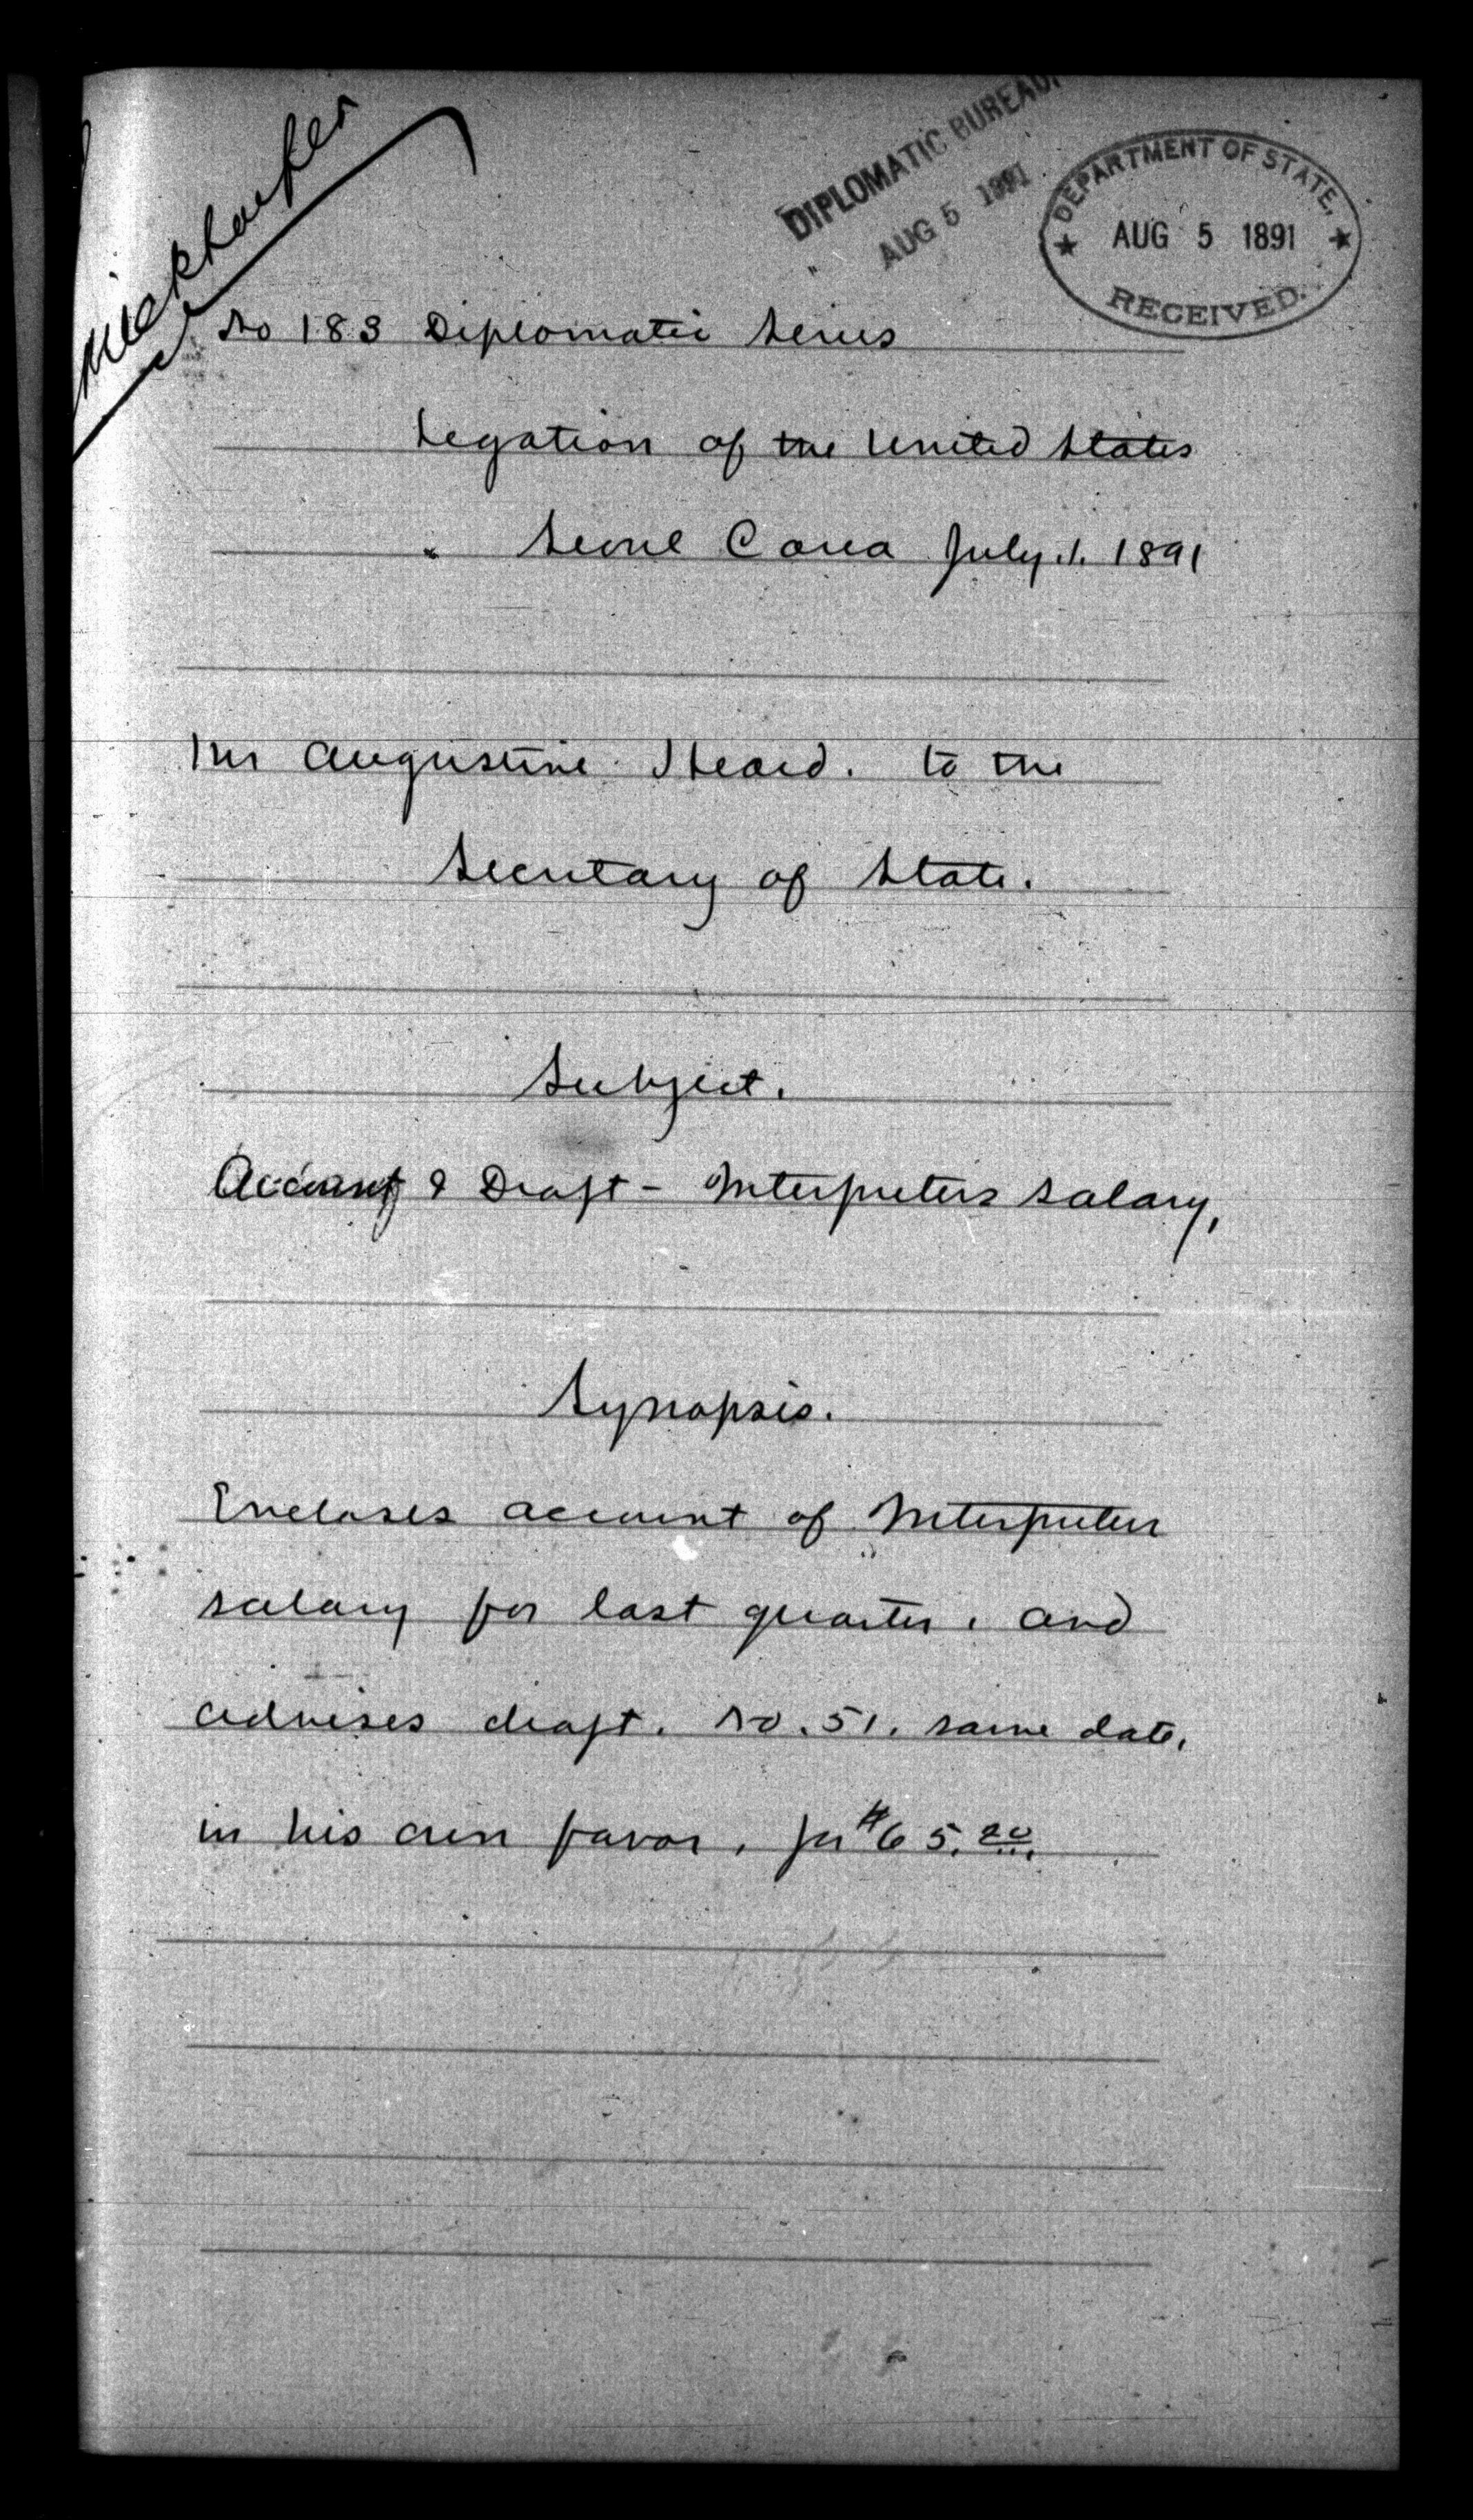 DIPLOMATIC BUREAU.
AUG 5 1891
DEPARTMENT OF STATE,
AUG 5 1891
RECEIVED.
No 183 Diplomatic Series
Legation of the United States
Seoul Corea July. 1. 1891
Mr Augustine Heard. to the
Secretary of State.
Subject.
Account & Draft - Interpreters salary,
Synopsis.
Encloses account of Interpreters
salary for last quarter, and
advises draft. No. 51. same date,
in his own favor, for $65.20.